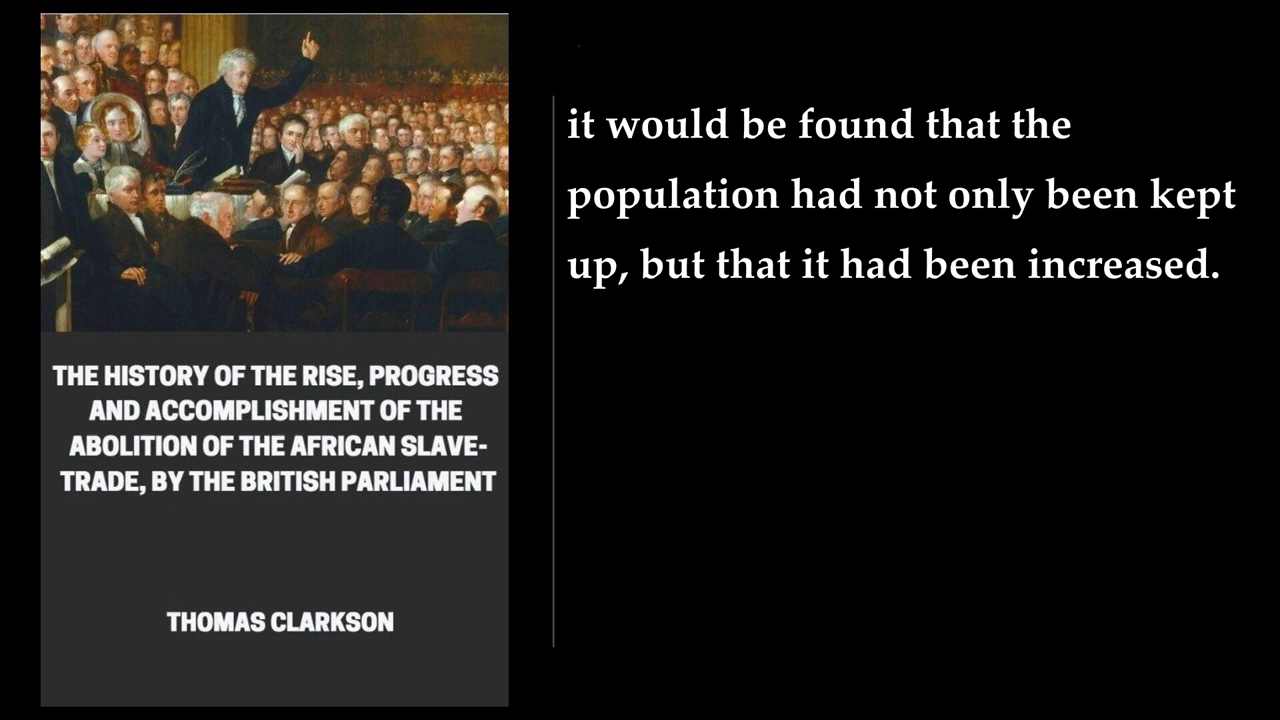 THE HISTORY OF THE RISE, PROGRESS
AND ACCOMPLISHMENT OF THE
ABOLITION OF THE AFRICAN SLAVE-
TRADE, BY THE BRITISH PARLIAMENT
THOMAS CLARKSON
it would be found that the
population had not only been kept
up, but that it had been increased.